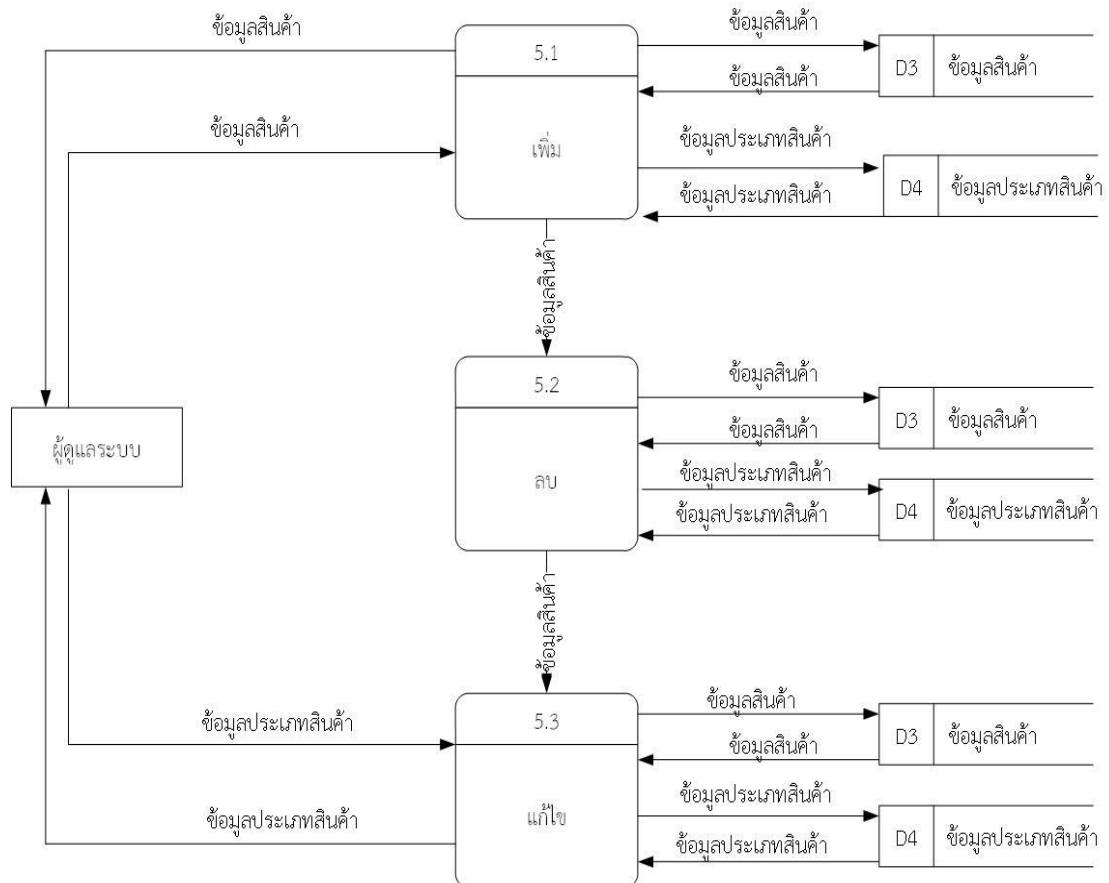 ข้อมูลสินค้า
ข้อมูลสินค้า
5.1
เพิ่ม
ข้อมูลสินค้า
ข้อมูลสินค้า
D3 ข้อมูลสินค้า
ข้อมูลประเภทสินค้า
ข้อมูลประเภทสินค้า
D4 ข้อมูลประเภทสินค้า
ข้อมูลสินค้า
ผู้ดูแลระบบ
5.2
ลบ
ข้อมูลสินค้า
ข้อมูลสินค้า
D3 ข้อมูลสินค้า
ข้อมูลประเภทสินค้า
ข้อมูลประเภทสินค้า
D4 ข้อมูลประเภทสินค้า
ข้อมูลสินค้า
ข้อมูลประเภทสินค้า
ข้อมูลประเภทสินค้า
5.3
แก้ไข
ข้อมูลสินค้า
ข้อมูลสินค้า
D3 ข้อมูลสินค้า
ข้อมูลประเภทสินค้า
ข้อมูลประเภทสินค้า
D4 ข้อมูลประเภทสินค้า